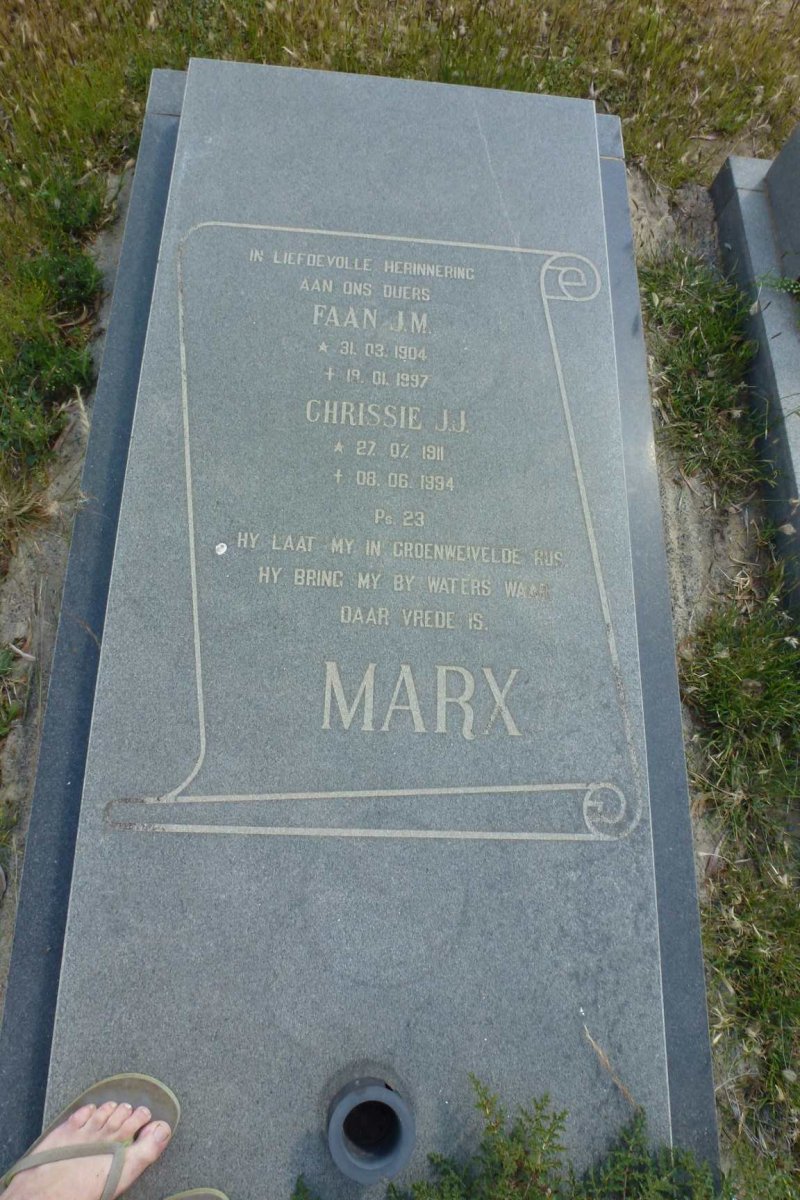 IN LIEFDEVOLLE HERINNERING
AAN ONS OUERS
FAAN J.M.
★ 31. 03. 1904
✝ 19. 01. 1997
CHRISSIE J.J.
★ 27. 07. 1911
✝ 08. 06. 1994
Ps. 23
HY LAAT MY IN GROENWEIVELDE RUS
HY BRING MY BY WATERS WAAR
DAAR VREDE IS.
MARX